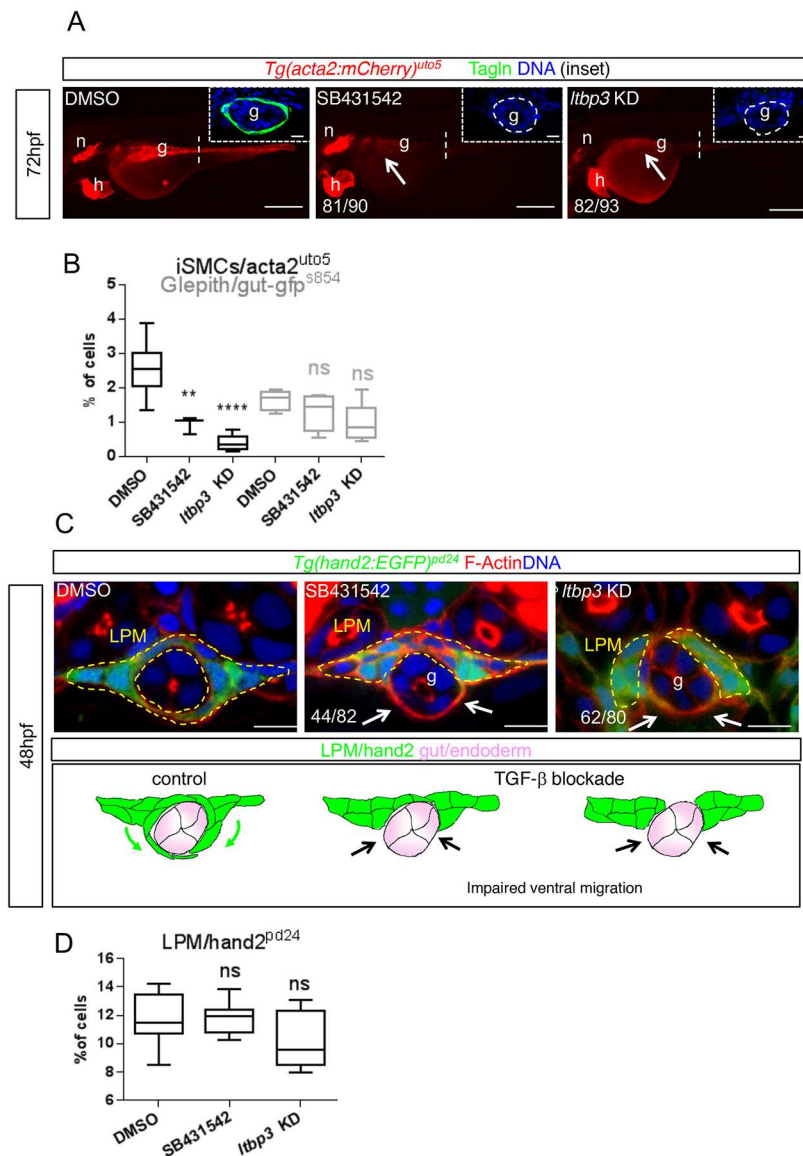 A
Tg(acta2:mCherry)uto5 Tagln DNA (inset)
72hpf
DMSO
g
n
g
h
SB431542
g
n
g
h
81/90
ltbp3 KD
g
n
g
h
82/93
B
iSMCs/acta2uto5
Glepith/gut-gfps854
% of cells
5
4
3
2
1
0
**
****
ns
ns
DMSO
SB431542
ltbp3 KD
DMSO
SB431542
ltbp3 KD
C
Tg(hand2:EGFP)pd24 F-ActinDNA
48hpf
DMSO
LPM
SB431542
LPM
g
44/82
ltbp3 KD
LPM
g
62/80
LPM/hand2 gut/endoderm
control
TGF-β blockade
Impaired ventral migration
D
LPM/hand2pd24
%of cells
16
14
12
10
8
6
ns
ns
DMSO
SB431542
ltbp3 KD